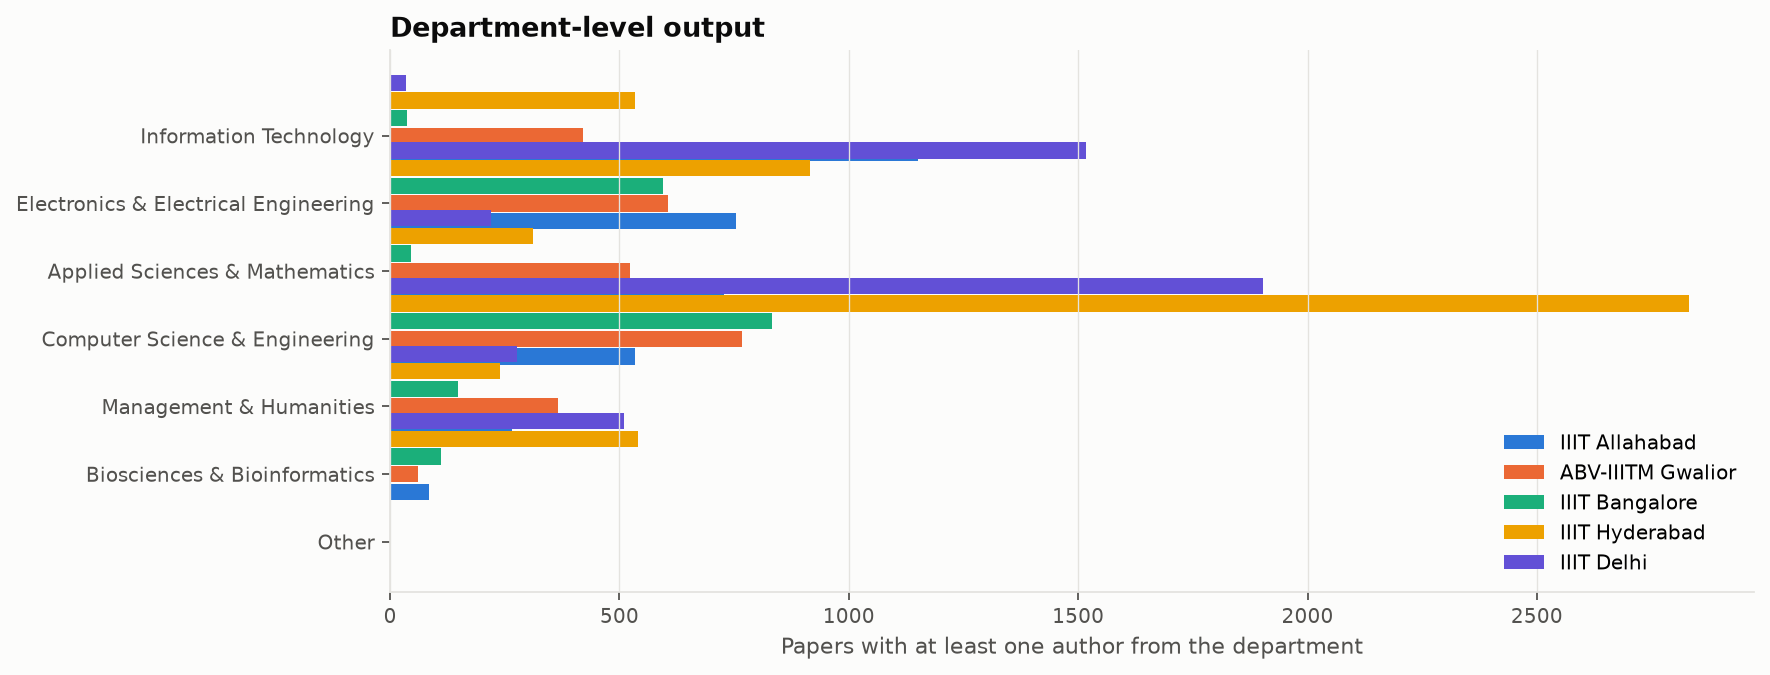 Department-level output
Information Technology
Electronics & Electrical Engineering
Applied Sciences & Mathematics
Computer Science & Engineering
Management & Humanities
Biosciences & Bioinformatics
Other
IIIT Allahabad
ABV-IIITM Gwalior
IIIT Bangalore
IIIT Hyderabad
IIIT Delhi
0 500 1000 1500 2000 2500
Papers with at least one author from the department